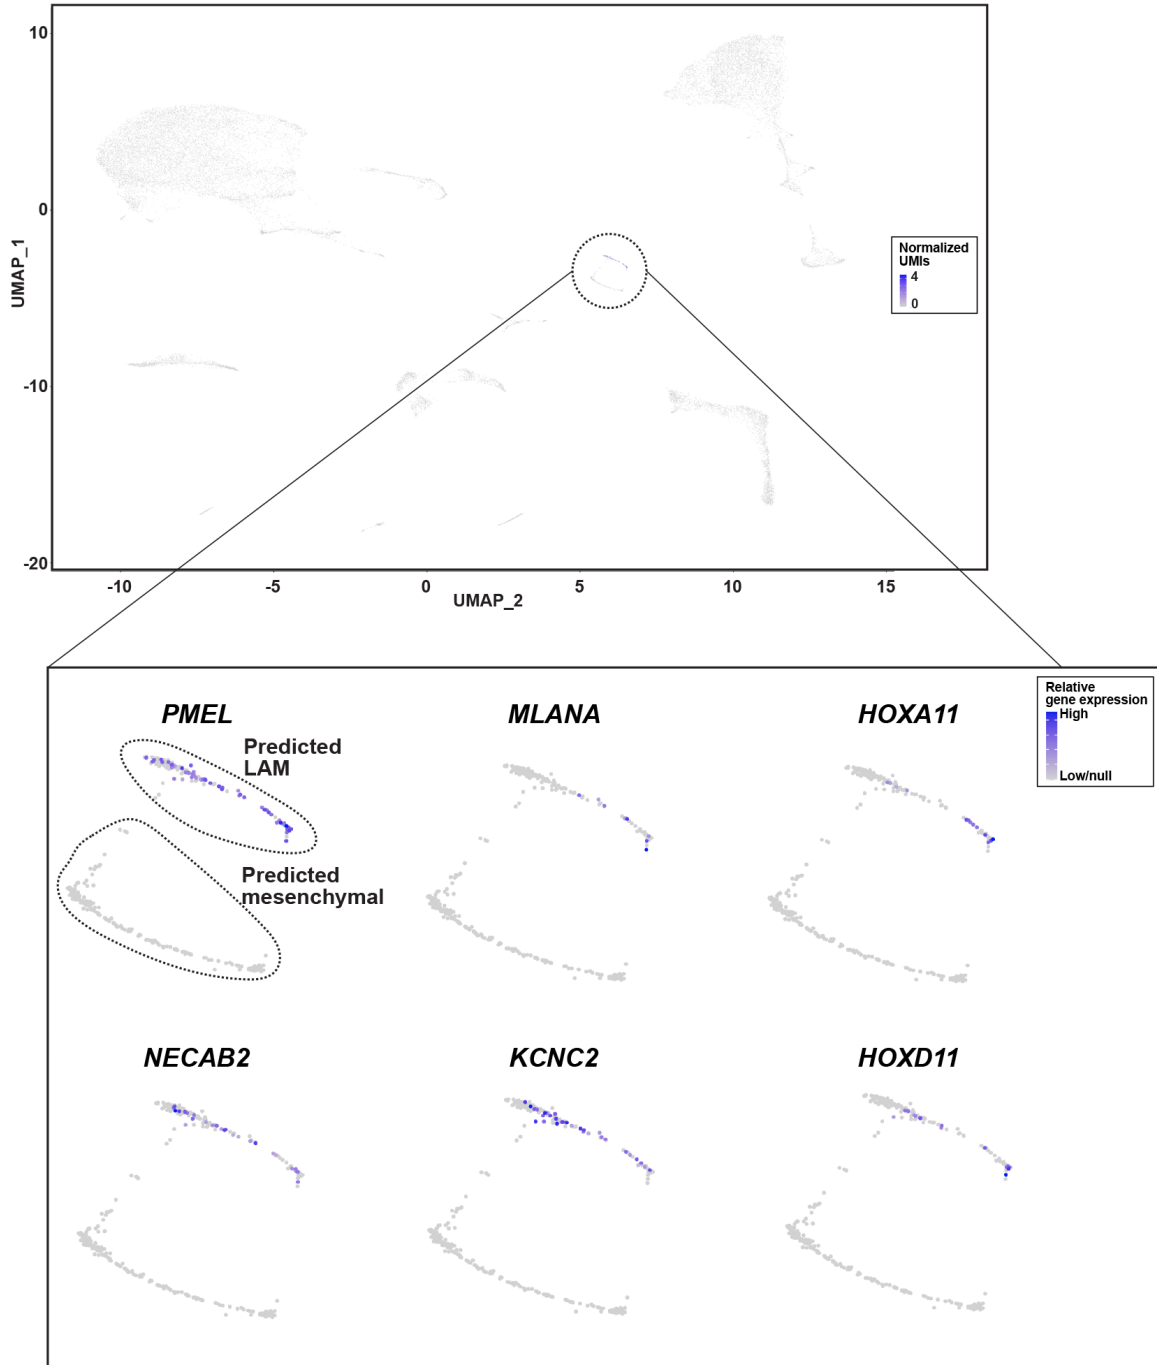 10
0
-10
-20
UMAP_1
Normalized
UMIs
4
0
-10
-5
0
5
10
15
UMAP_2
Relative
gene expression
High
Low/null
PMEL
MLANA
HOXA11
Predicted
LAM
Predicted
mesenchymal
NECAB2
KCNC2
HOXD11